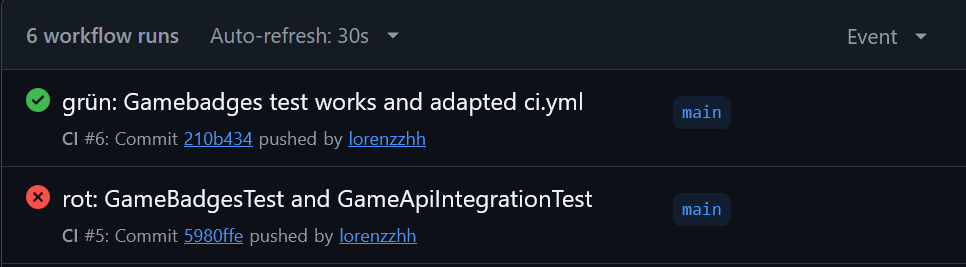 6 workflow runs Auto-refresh: 30s Event
grün: Gamebadges test works and adapted ci.yml main
CI #6: Commit 210b434 pushed by lorenzzhh
rot: GameBadgesTest and GameApiIntegrationTest main
CI #5: Commit 5980ffe pushed by lorenzzhh